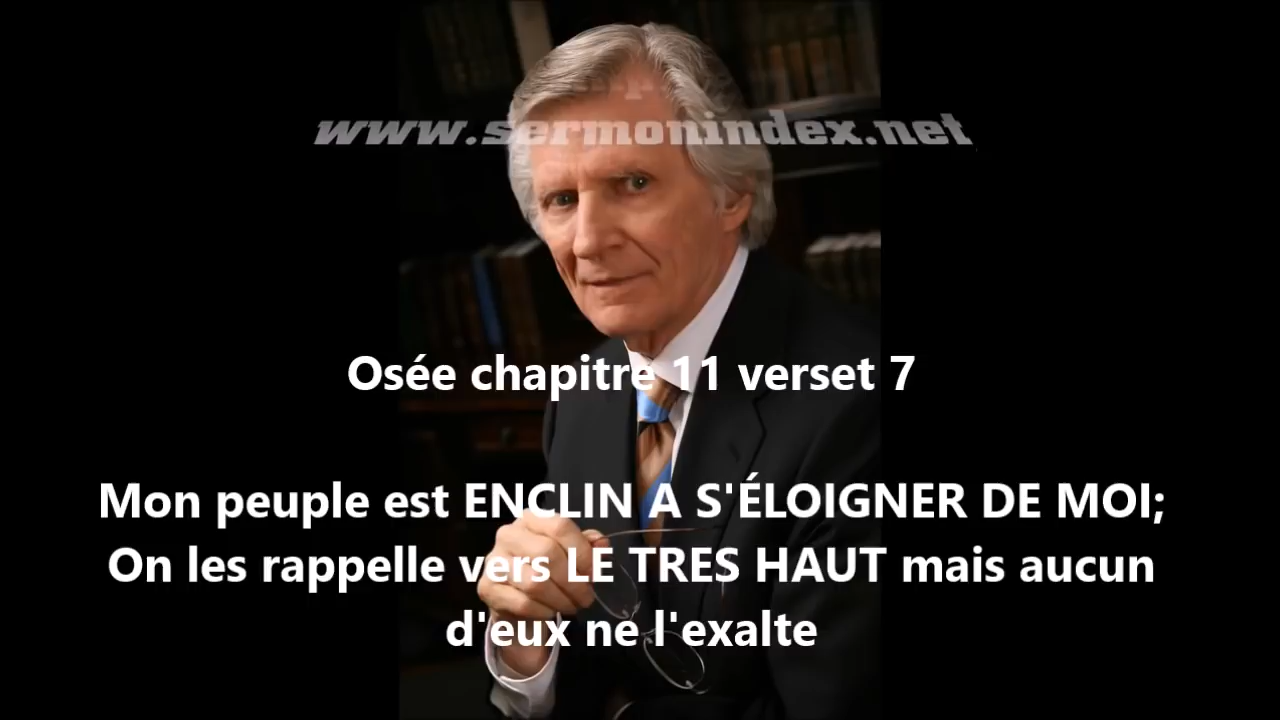 www.sermonindex.net
Osée chapitre 11 verset 7
Mon peuple est ENCLIN A S'ÉLOIGNER DE MOI;
On les rappelle vers LE TRES HAUT mais aucun
d'eux ne l'exalte